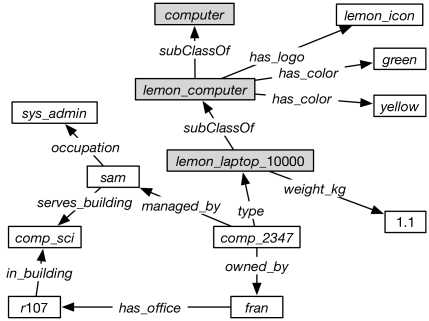 computer
lemon_icon
subClassOf
has_logo
green
has_color
lemon_computer
has_color
yellow
sys_admin
subClassOf
occupation
lemon_laptop_10000
sam
weight_kg
serves_building
managed_by
type
1.1
comp_sci
comp_2347
in_building
owned_by
r107
has_office
fran